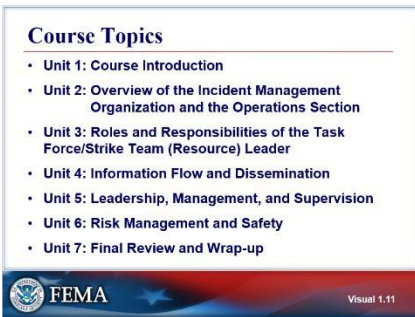 Course Topics
• Unit 1: Course Introduction
• Unit 2: Overview of the Incident Management
Organization and the Operations Section
• Unit 3: Roles and Responsibilities of the Task
Force/Strike Team (Resource) Leader
• Unit 4: Information Flow and Dissemination
• Unit 5: Leadership, Management, and Supervision
• Unit 6: Risk Management and Safety
• Unit 7: Final Review and Wrap-up
FEMA
Visual 1.11